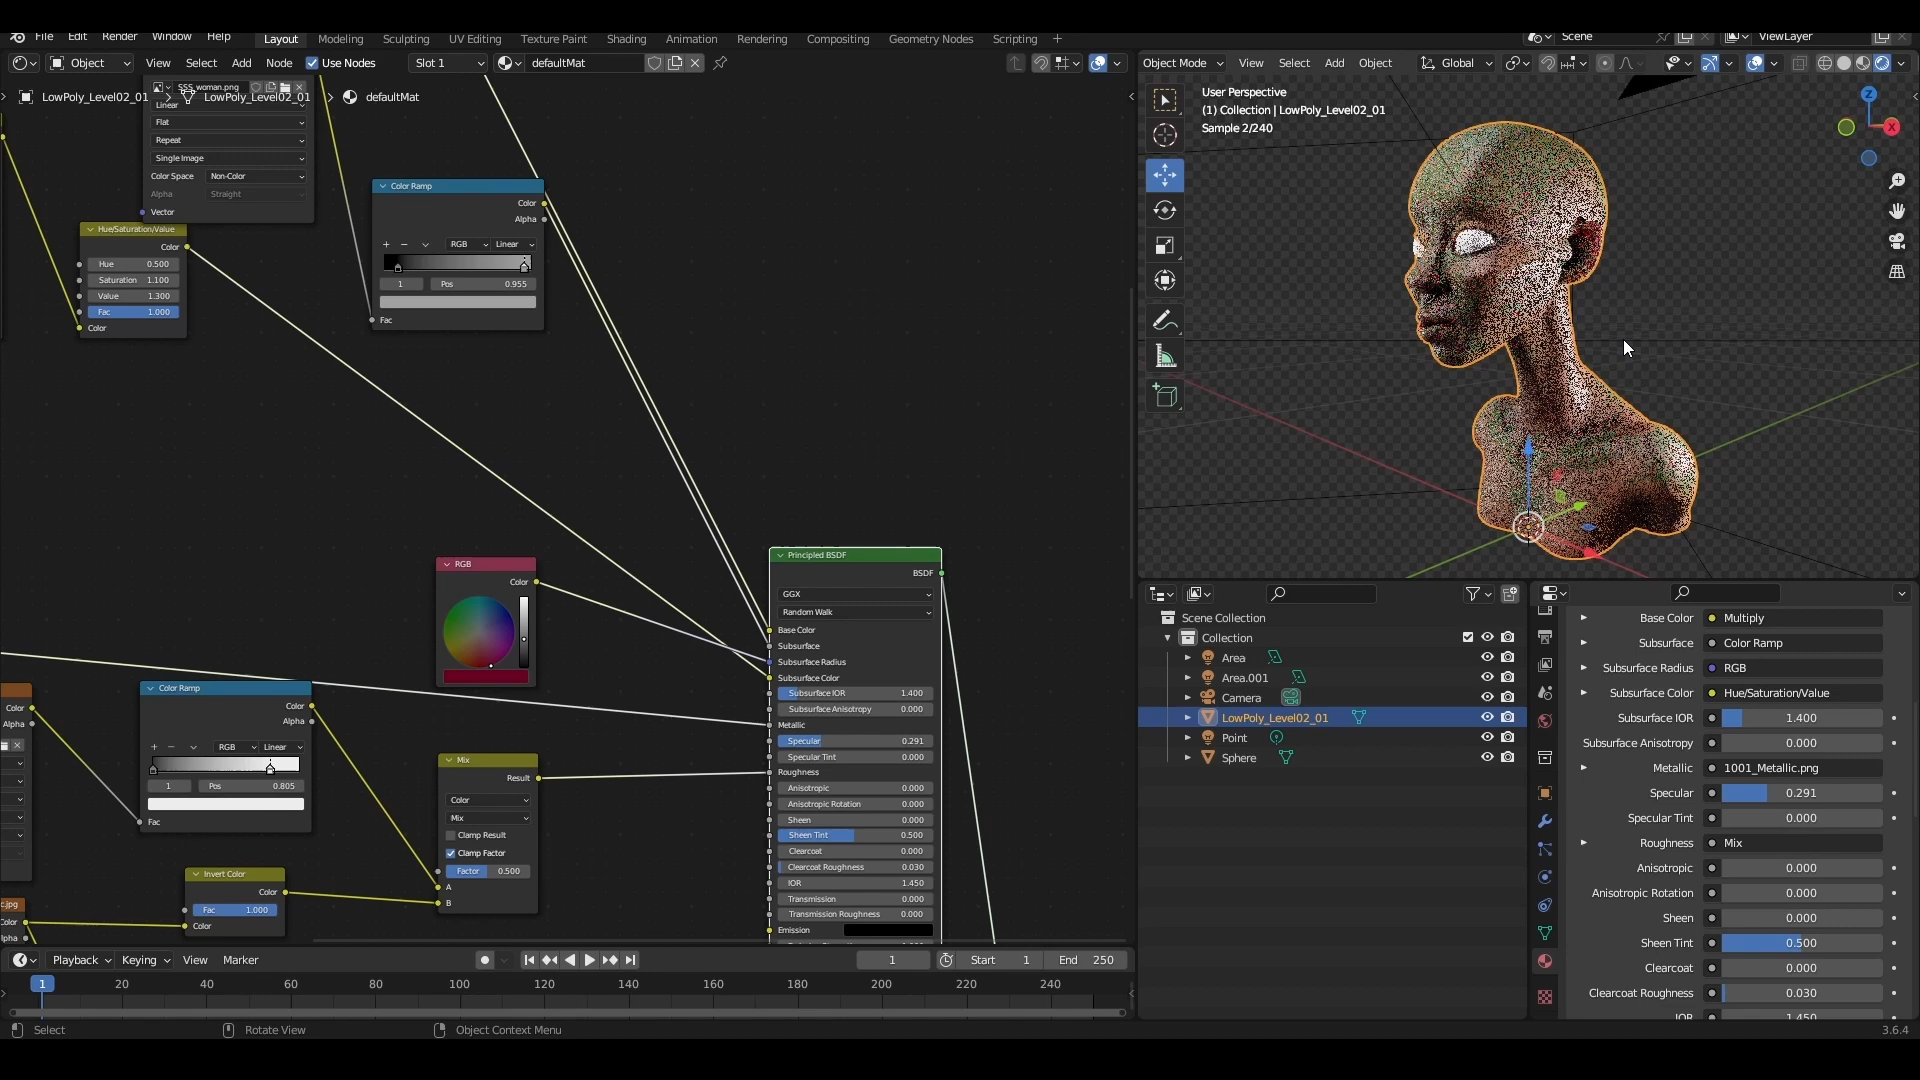 File Edit Render Window Help Layout Modeling Sculpting UV Editing Texture Paint Shading Animation Rendering Compositing Geometry Nodes Scripting + Scene ViewLayer
Object View Select Add Node Use Nodes Slot 1 defaultMat
LowPoly_Level02_01 LowPoly_Level02_01 defaultMat
SSS_woman.png
Linear
Flat
Repeat
Single Image
Color Space Non-Color
Alpha Straight
Vector
Hue/Saturation/Value
Color
Hue 0.500
Saturation 1.100
Value 1.300
Fac 1.000
Color
Color Ramp
Color
Alpha
+ − RGB Linear
1 Pos 0.955
Fac
RGB
Color
Color
Alpha
Color Ramp
Color
Alpha
+ − RGB Linear
1 Pos 0.805
Fac
Invert Color
Color
Fac 1.000
Color
c.jpg
Color
lpha
Mix
Result
Color
Mix
Clamp Result
Clamp Factor
Factor 0.500
A
B
Principled BSDF
BSDF
GGX
Random Walk
Base Color
Subsurface
Subsurface Radius
Subsurface Color
Subsurface IOR 1.400
Subsurface Anisotropy 0.000
Metallic
Specular 0.291
Specular Tint 0.000
Roughness
Anisotropic 0.000
Anisotropic Rotation 0.000
Sheen 0.000
Sheen Tint 0.500
Clearcoat 0.000
Clearcoat Roughness 0.030
IOR 1.450
Transmission 0.000
Transmission Roughness 0.000
Emission
Object Mode View Select Add Object Global
User Perspective
(1) Collection | LowPoly_Level02_01
Sample 2/240
Z
X
Scene Collection
Collection
Area
Area.001
Camera
LowPoly_Level02_01
Point
Sphere
Base Color Multiply
Subsurface Color Ramp
Subsurface Radius RGB
Subsurface Color Hue/Saturation/Value
Subsurface IOR 1.400
Subsurface Anisotropy 0.000
Metallic 1001_Metallic.png
Specular 0.291
Specular Tint 0.000
Roughness Mix
Anisotropic 0.000
Anisotropic Rotation 0.000
Sheen 0.000
Sheen Tint 0.500
Clearcoat 0.000
Clearcoat Roughness 0.030
IOR 1.450
Playback Keying View Marker 1 Start 1 End 250
1 20 40 60 80 100 120 140 160 180 200 220 240
Select Rotate View Object Context Menu 3.6.4